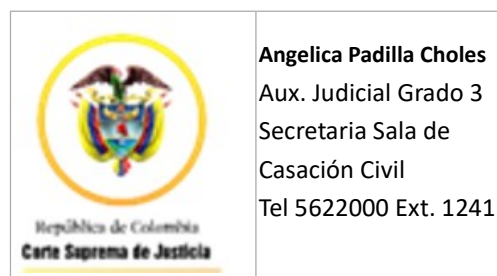 República de Colombia
Corte Suprema de Justicia
Angelica Padilla Choles
Aux. Judicial Grado 3
Secretaria Sala de
Casación Civil
Tel 5622000 Ext. 1241